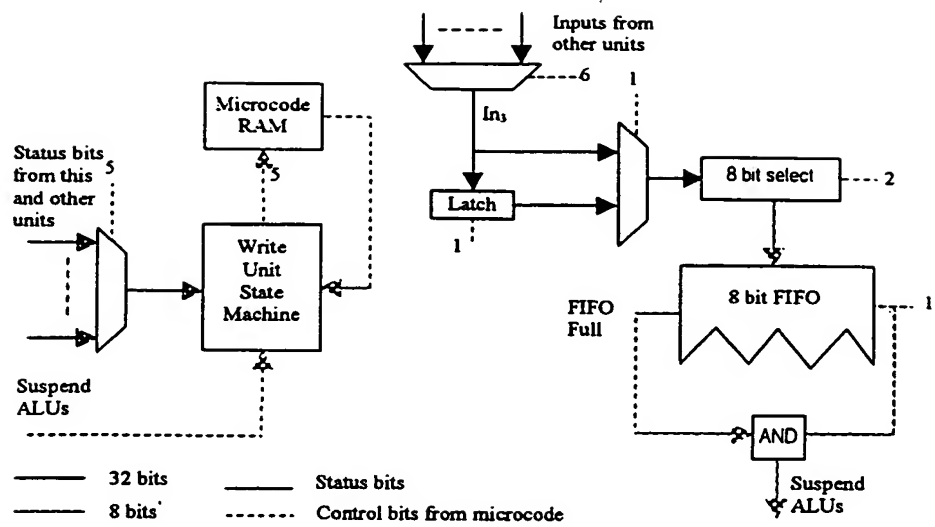 Inputs from
other units
6
1
In₃
Microcode
RAM
8 bit select
2
Latch
1
Status bits
from this
and other
units
5
5
Write
Unit
State
Machine
8 bit FIFO
1
FIFO
Full
Suspend
ALUs
AND
Suspend
ALUs
32 bits
8 bits
Status bits
Control bits from microcode